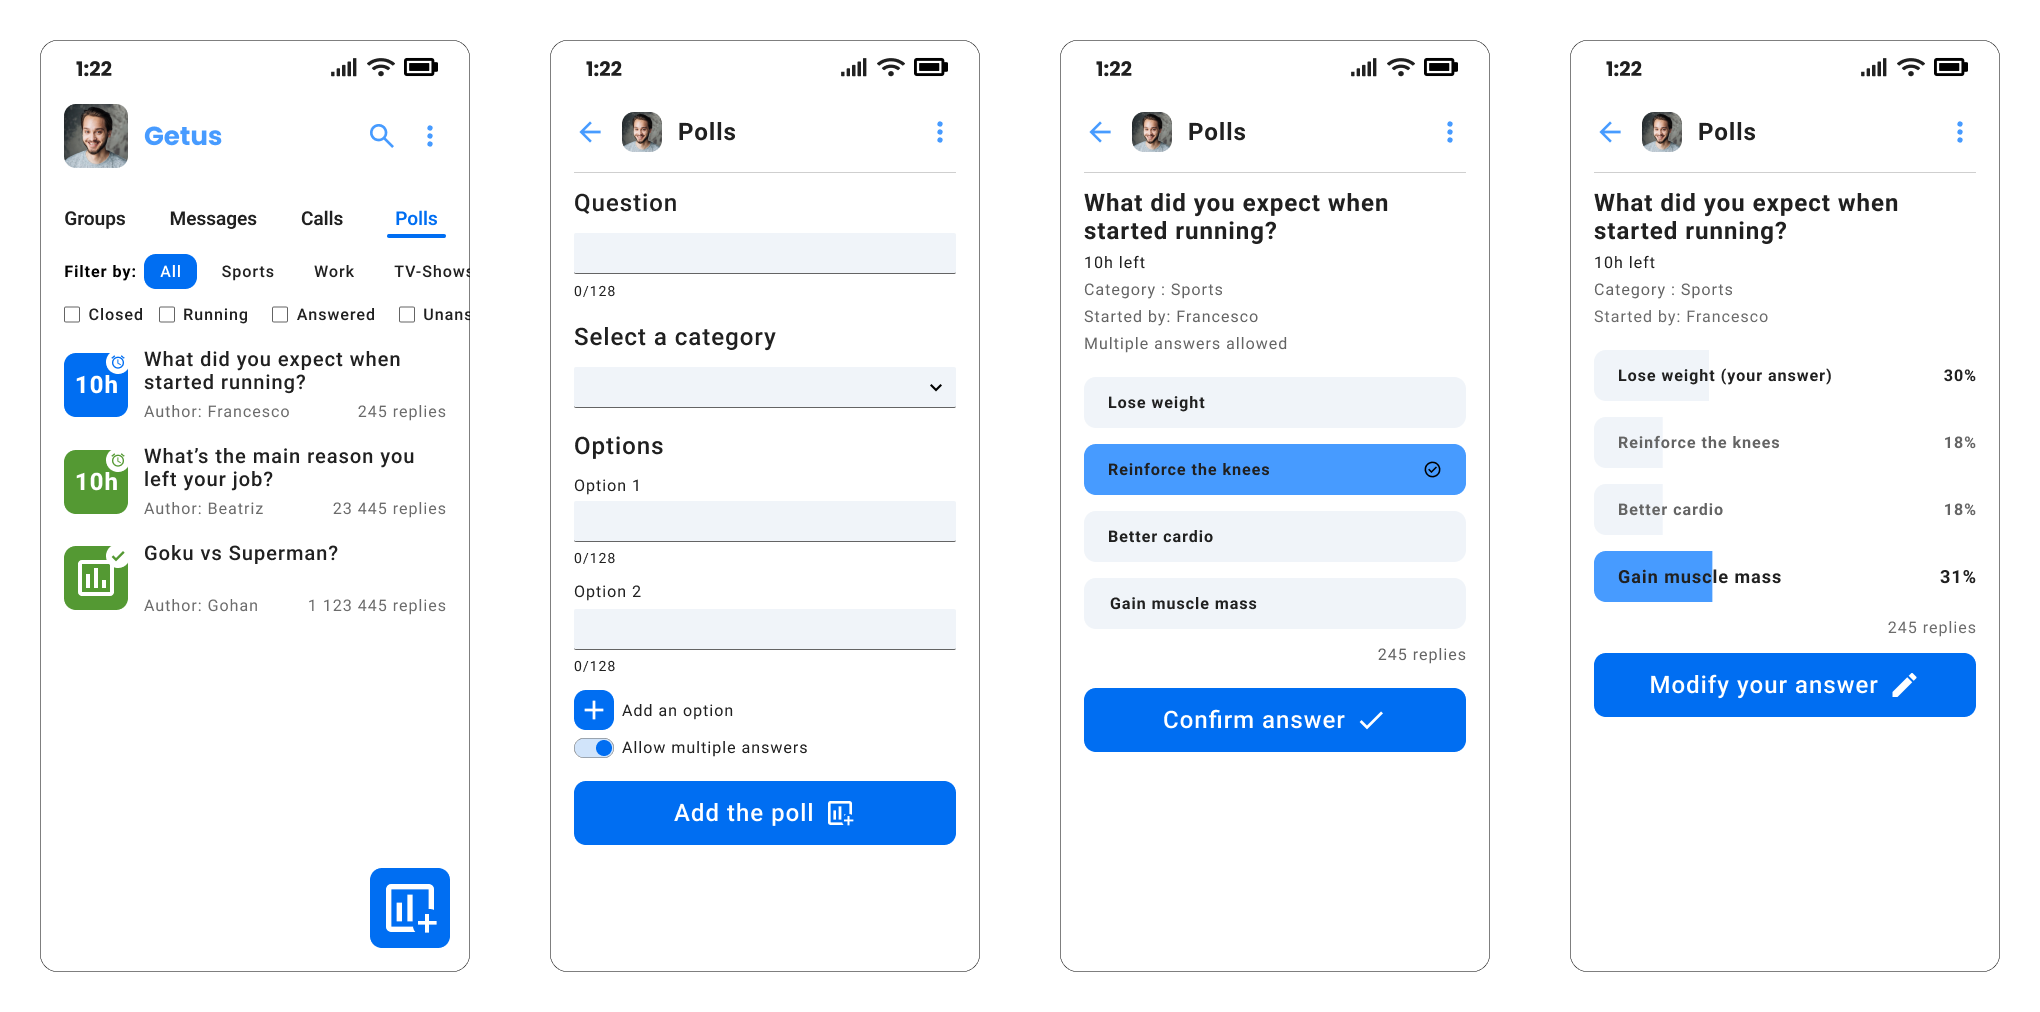 1:22
Getus
Groups Messages Calls Polls
Filter by: All Sports Work TV-Shows
Closed Running Answered Unans
10h
What did you expect when
started running?
Author: Francesco 245 replies
10h
What's the main reason you
left your job?
Author: Beatriz 23 445 replies
Goku vs Superman?
Author: Gohan 1 123 445 replies
1:22
Polls
Question
0/128
Select a category
Options
Option 1
0/128
Option 2
0/128
Add an option
Allow multiple answers
Add the poll
1:22
Polls
What did you expect when
started running?
10h left
Category : Sports
Started by: Francesco
Multiple answers allowed
Lose weight
Reinforce the knees
Better cardio
Gain muscle mass
245 replies
Confirm answer
1:22
Polls
What did you expect when
started running?
10h left
Category : Sports
Started by: Francesco
Lose weight (your answer) 30%
Reinforce the knees 18%
Better cardio 18%
Gain muscle mass 31%
245 replies
Modify your answer